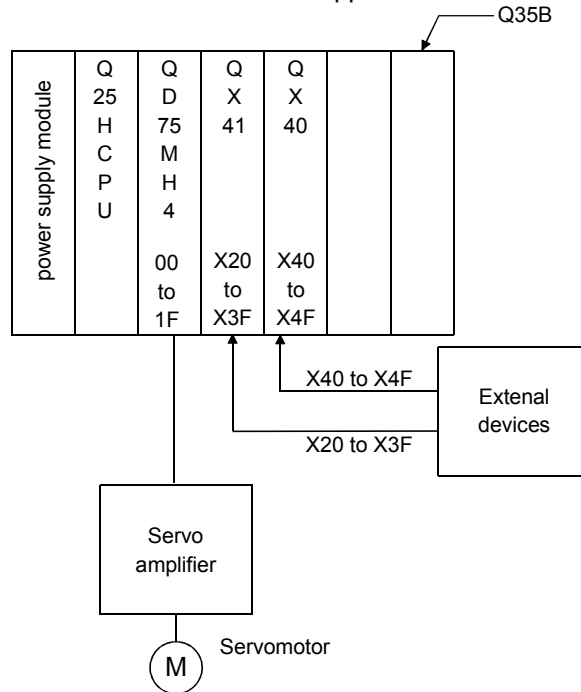 Q35B
power supply module
Q
25
H
C
P
U
Q
D
75
M
H
4
00
to
1F
Q
X
41
X20
to
X3F
Q
X
40
X40
to
X4F
X40 to X4F
X20 to X3F
Extenal
devices
Servo
amplifier
M
Servomotor